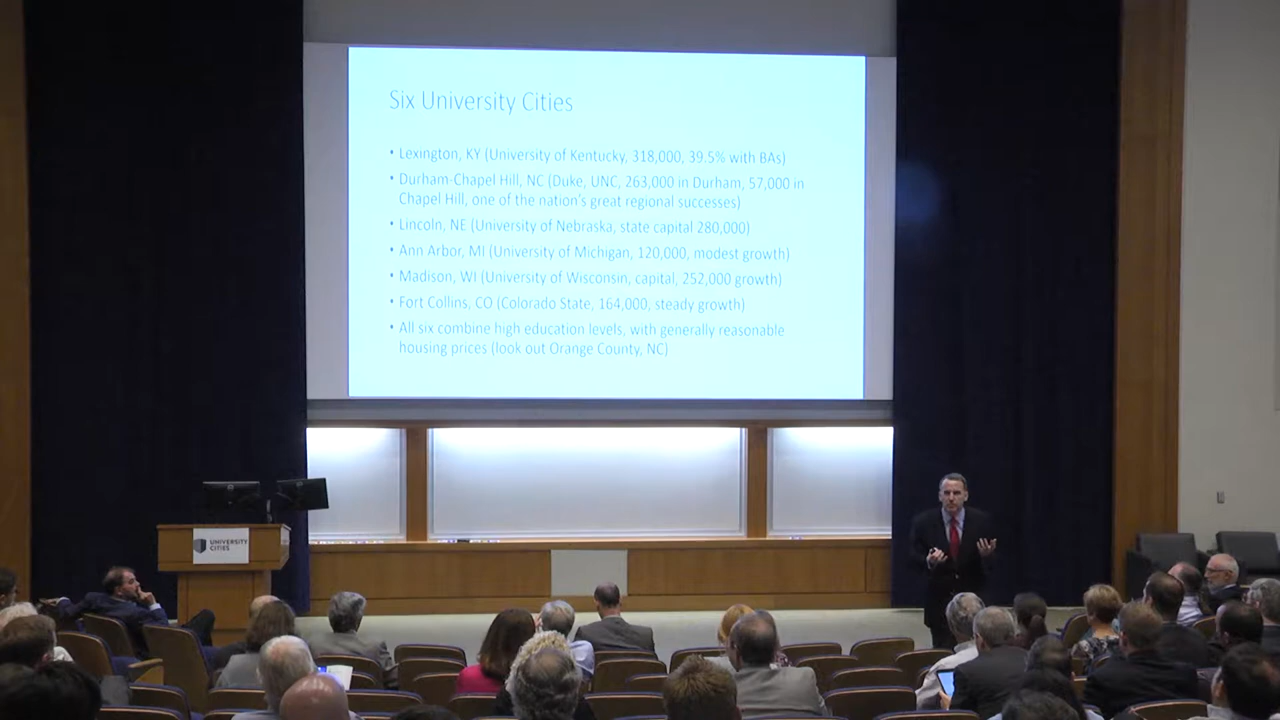 Six University Cities
• Lexington, KY (University of Kentucky, 318,000, 39.5% with BAs)
• Durham-Chapel Hill, NC (Duke, UNC, 263,000 in Durham, 57,000 in
Chapel Hill, one of the nation's great regional successes)
• Lincoln, NE (University of Nebraska, state capital 280,000)
• Ann Arbor, MI (University of Michigan, 120,000, modest growth)
• Madison, WI (University of Wisconsin, capital, 252,000 growth)
• Fort Collins, CO (Colorado State, 164,000, steady growth)
• All six combine high education levels, with generally reasonable
housing prices (look out Orange County, NC)
UNIVERSITY
CITIES